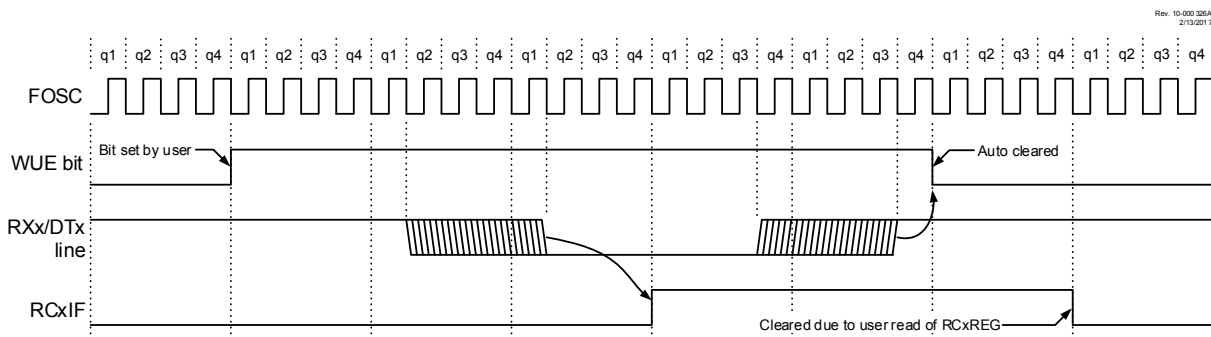 Rev. 10-000 326A
2/13/201 7
q1 q2 q3 q4 q1 q2 q3 q4 q1 q2 q3 q4 q1 q2 q3 q4 q1 q2 q3 q4 q1 q2 q3 q4 q1 q2 q3 q4 q1 q2 q3 q4
FOSC
WUE bit
Bit set by user
Auto cleared
RXx/DTx
line
RCxIF
Cleared due to user read of RCxREG